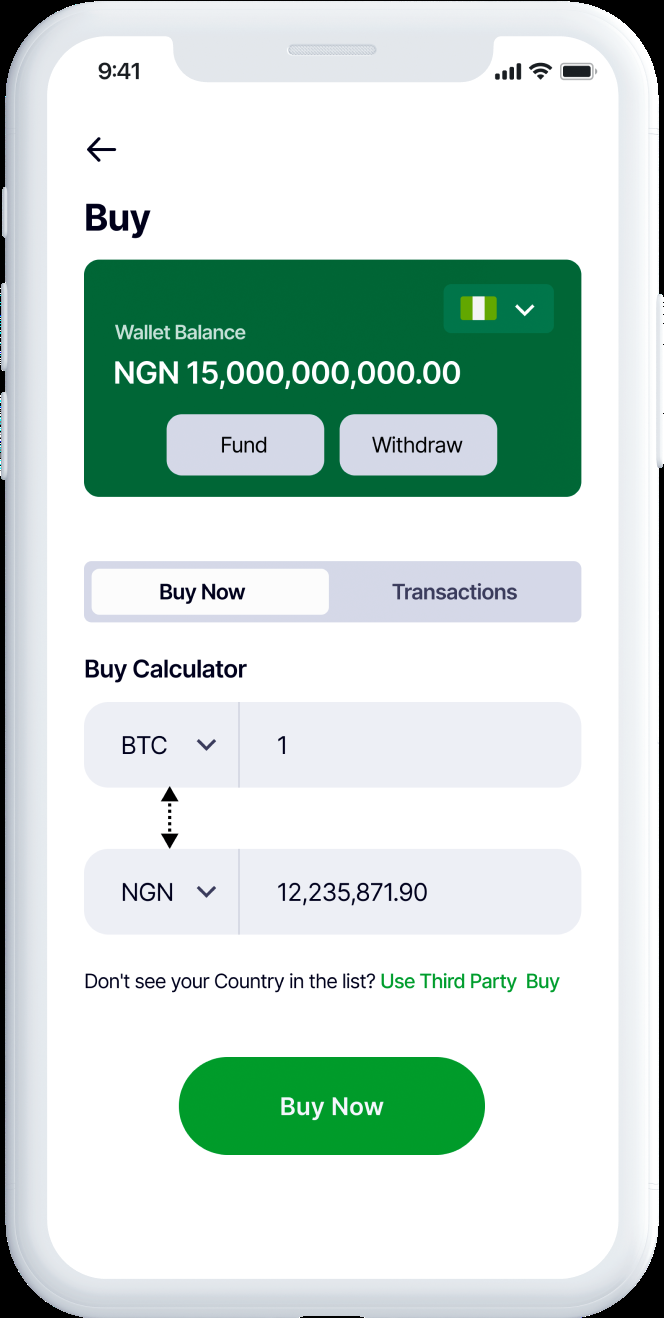 9:41
Buy
Wallet Balance
NGN 15,000,000,000.00
Fund Withdraw
Buy Now Transactions
Buy Calculator
BTC 1
NGN 12,235,871.90
Don't see your Country in the list? Use Third Party Buy
Buy Now